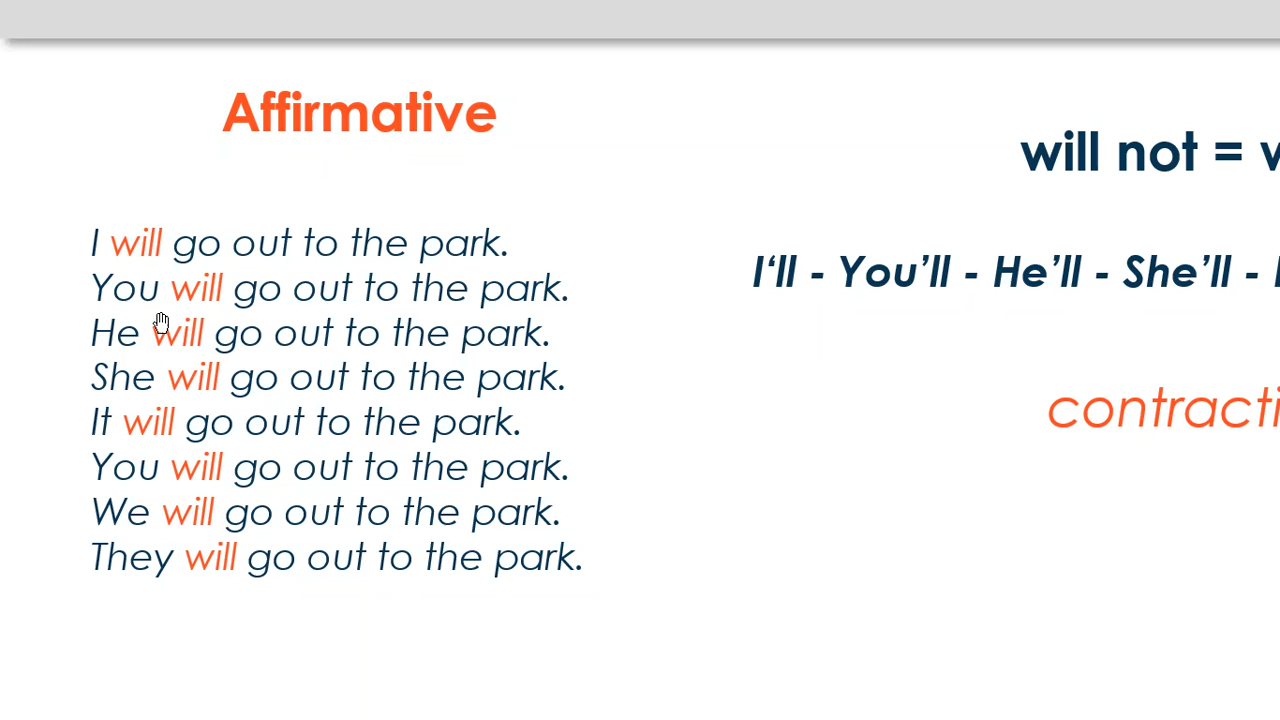 Affirmative
I will go out to the park.
You will go out to the park.
He will go out to the park.
She will go out to the park.
It will go out to the park.
You will go out to the park.
We will go out to the park.
They will go out to the park.
will not =
I‘ll - You’ll - He’ll - She’ll -